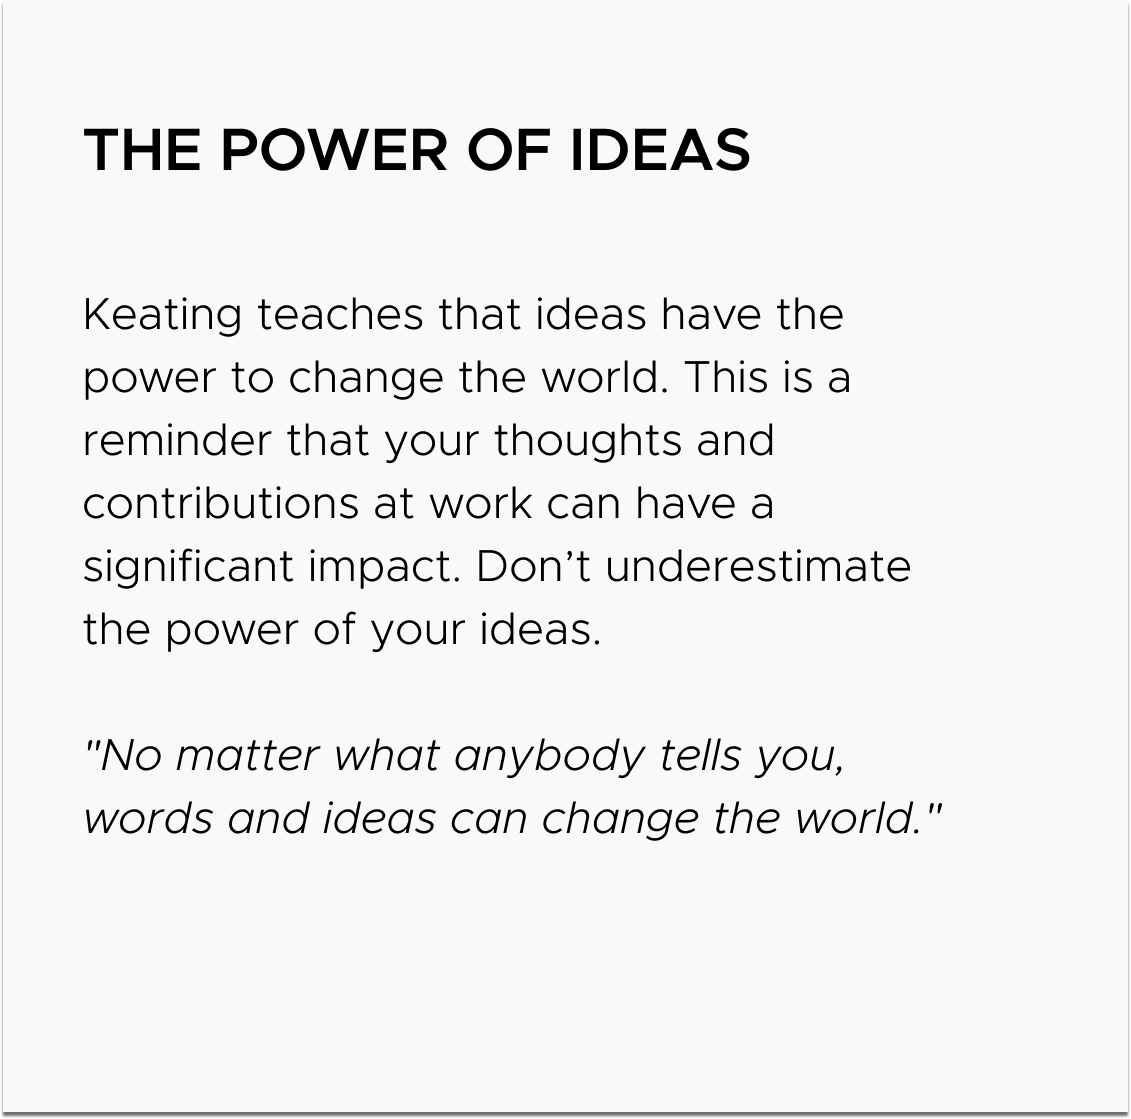 THE POWER OF IDEAS
Keating teaches that ideas have the
power to change the world. This is a
reminder that your thoughts and
contributions at work can have a
significant impact. Don’t underestimate
the power of your ideas.
"No matter what anybody tells you,
words and ideas can change the world."